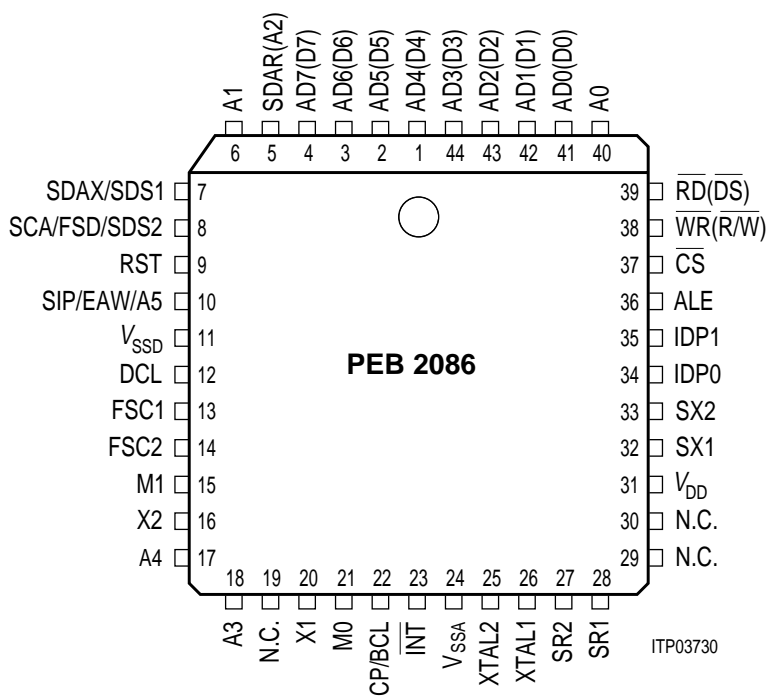 A1
SDAR(A2)
AD7(D7)
AD6(D6)
AD5(D5)
AD4(D4)
AD3(D3)
AD2(D2)
AD1(D1)
AD0(D0)
A0
6 5 4 3 2 1 44 43 42 41 40
SDAX/SDS1 7
SCA/FSD/SDS2 8
RST 9
SIP/EAW/A5 10
VSSD 11
DCL 12
FSC1 13
FSC2 14
M1 15
X2 16
A4 17
PEB 2086
39 R̅D̅(D̅S̅)
38 W̅R̅(R̅/̅W̅)
37 C̅S̅
36 ALE
35 IDP1
34 IDP0
33 SX2
32 SX1
31 VDD
30 N.C.
29 N.C.
18 19 20 21 22 23 24 25 26 27 28
A3
N.C.
X1
M0
CP/BCL
I̅N̅T̅
VSSA
XTAL2
XTAL1
SR2
SR1
ITP03730